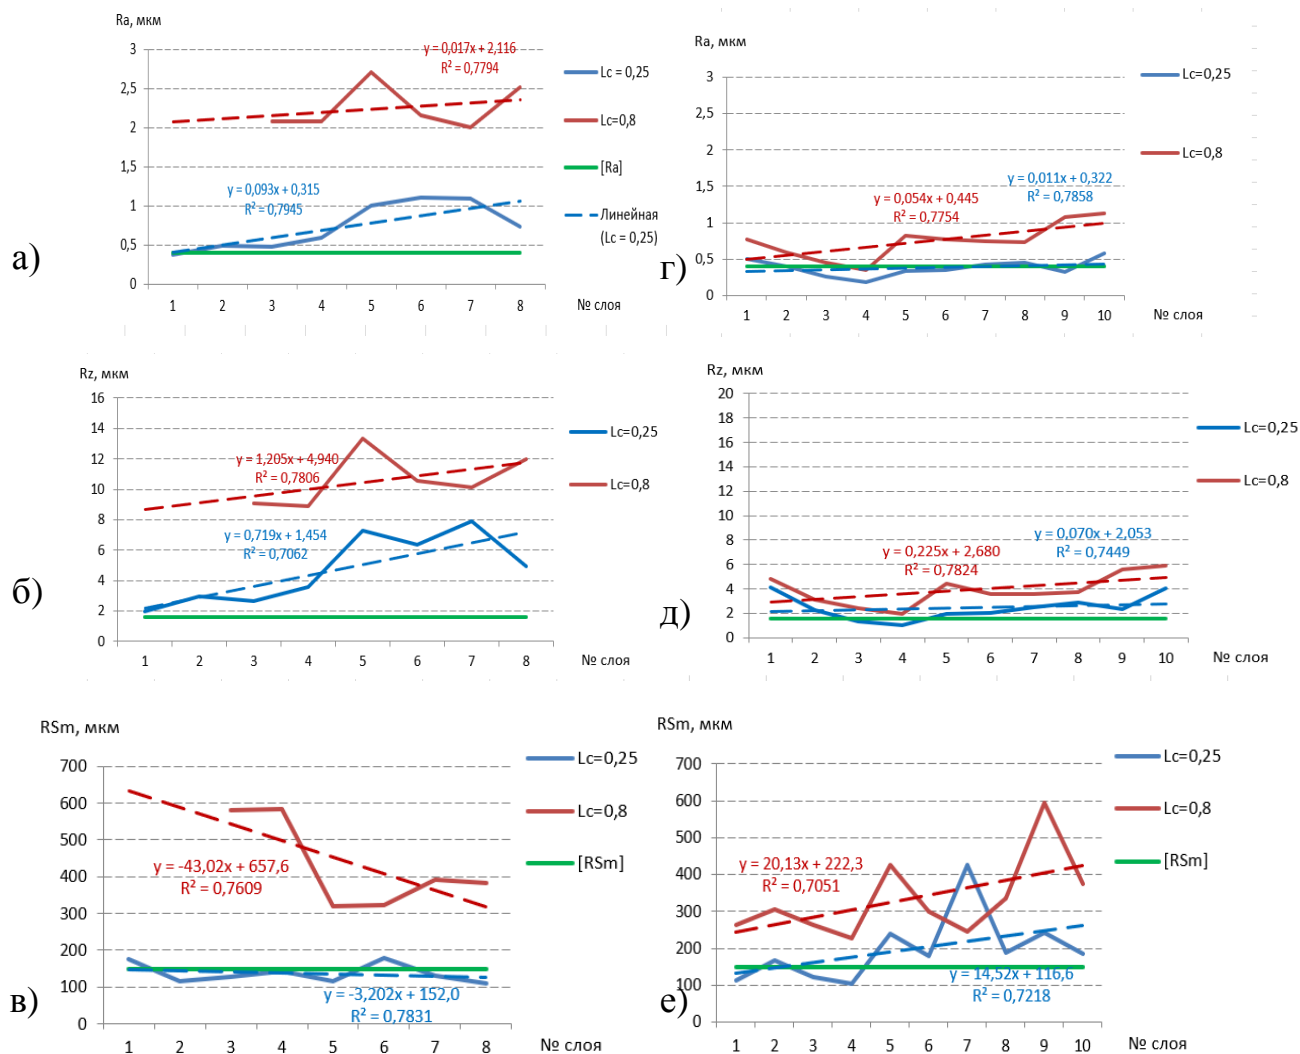 Ra, мкм
3
2,5
2
1,5
1
0,5
0
y = 0,017x + 2,116
R² = 0,7794
y = 0,093x + 0,315
R² = 0,7945
1 2 3 4 5 6 7 8 № слоя
Lc = 0,25
Lc=0,8
[Ra]
Линейная
(Lc = 0,25)
а)
Ra, мкм
3
2,5
2
1,5
1
0,5
0
y = 0,054x + 0,445
R² = 0,7754
y = 0,011x + 0,322
R² = 0,7858
1 2 3 4 5 6 7 8 9 10 № слоя
Lc=0,25
Lc=0,8
г)
Rz, мкм
16
14
12
10
8
6
4
2
0
y = 1,205x + 4,940
R² = 0,7806
y = 0,719x + 1,454
R² = 0,7062
1 2 3 4 5 6 7 8 № слоя
Lc=0,25
Lc=0,8
б)
Rz, мкм
20
18
16
14
12
10
8
6
4
2
0
y = 0,225x + 2,680
R² = 0,7824
y = 0,070x + 2,053
R² = 0,7449
1 2 3 4 5 6 7 8 9 10 № слоя
Lc=0,25
Lc=0,8
д)
RSm, мкм
700
600
500
400
300
200
100
0
y = -43,02x + 657,6
R² = 0,7609
y = -3,202x + 152,0
R² = 0,7831
1 2 3 4 5 6 7 8 № слоя
Lc=0,25
Lc=0,8
[RSm]
в)
RSm, мкм
700
600
500
400
300
200
100
0
y = 20,13x + 222,3
R² = 0,7051
y = 14,52x + 116,6
R² = 0,7218
1 2 3 4 5 6 7 8 9 10 № слоя
Lc=0,25
Lc=0,8
[RSm]
е)